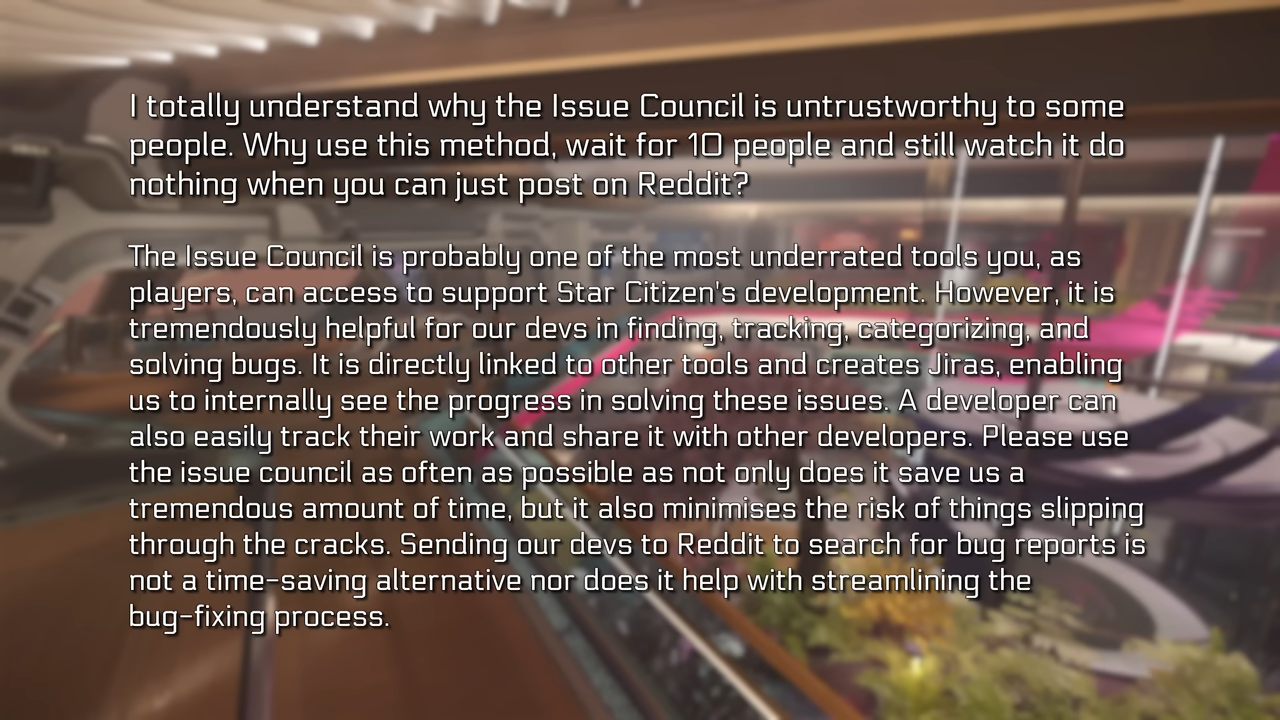 I totally understand why the Issue Council is untrustworthy to some
people. Why use this method, wait for 10 people and still watch it do
nothing when you can just post on Reddit?
The Issue Council is probably one of the most underrated tools you, as
players, can access to support Star Citizen's development. However, it is
tremendously helpful for our devs in finding, tracking, categorizing, and
solving bugs. It is directly linked to other tools and creates Jiras, enabling
us to internally see the progress in solving these issues. A developer can
also easily track their work and share it with other developers. Please use
the issue council as often as possible as not only does it save us a
tremendous amount of time, but it also minimises the risk of things slipping
through the cracks. Sending our devs to Reddit to search for bug reports is
not a time-saving alternative nor does it help with streamlining the
bug-fixing process.